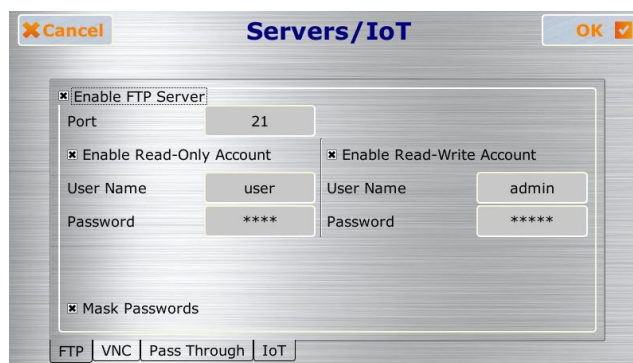 Cancel Servers/IoT OK
Enable FTP Server
Port 21
Enable Read-Only Account Enable Read-Write Account
User Name user User Name admin
Password **** Password *****
Mask Passwords
FTP VNC Pass Through IoT